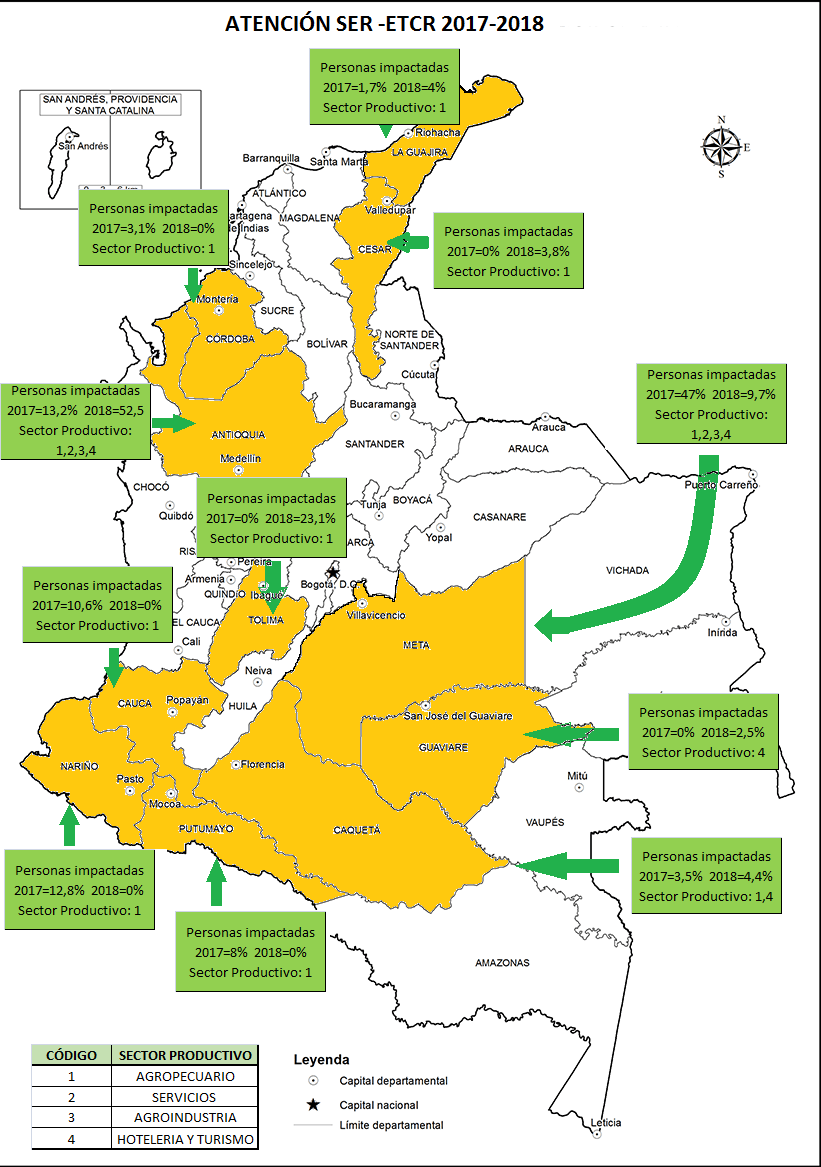 ATENCIÓN SER -ETCR 2017-2018
Personas impactadas
2017=1,7% 2018=4%
Sector Productivo: 1
SAN ANDRÉS, PROVIDENCIA
Y SANTA CATALINA
San Andrés
N
E
S
Riohacha
LA GUAJIRA
Santa Marta
Barranquilla
ATLÁNTICO
MAGDALENA
Valledupar
CESAR
Personas impactadas
2017=3,1% 2018=0%
Sector Productivo: 1
Personas impactadas
2017=0% 2018=3,8%
Sector Productivo: 1
artagena
de Indias
Sincelejo
Montería
SUCRE
CÓRDOBA
BOLÍVAR
NORTE DE
SANTANDER
Cúcuta
Personas impactadas
2017=13,2% 2018=52,5
Sector Productivo:
1,2,3,4
Personas impactadas
2017=47% 2018=9,7%
Sector Productivo:
1,2,3,4
Bucaramanga
Arauca
ARAUCA
ANTIOQUIA
SANTANDER
Medellín
Puerto Carreño
CHOCÓ
Quibdó
Tunja
BOYACÁ
CASANARE
Yopal
Personas impactadas
2017=0% 2018=23,1%
Sector Productivo: 1
RIS
ARCA
Pereira
Armenia
QUINDÍO
Ibagué
Bogotá, D.C.
VICHADA
Personas impactadas
2017=10,6% 2018=0%
Sector Productivo: 1
EL CAUCA
TOLIMA
Villavicencio
Cali
META
Inírida
Neiva
HUILA
CAUCA
Popayán
San José del Guaviare
GUAVIARE
Personas impactadas
2017=0% 2018=2,5%
Sector Productivo: 4
NARIÑO
Pasto
Mocoa
Florencia
Mitú
PUTUMAYO
CAQUETÁ
VAUPÉS
Personas impactadas
2017=12,8% 2018=0%
Sector Productivo: 1
Personas impactadas
2017=3,5% 2018=4,4%
Sector Productivo: 1,4
Personas impactadas
2017=8% 2018=0%
Sector Productivo: 1
AMAZONAS
Leticia
CÓDIGO SECTOR PRODUCTIVO
1 AGROPECUARIO
2 SERVICIOS
3 AGROINDUSTRIA
4 HOTELERIA Y TURISMO
Leyenda
Capital departamental
Capital nacional
Límite departamental